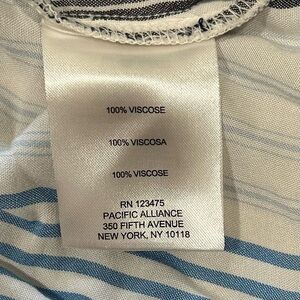 100% VISCOSE
100% VISCOSA
100% VISCOSE
RN 123475
PACIFIC ALLIANCE
350 FIFTH AVENUE
NEW YORK, NY 10118